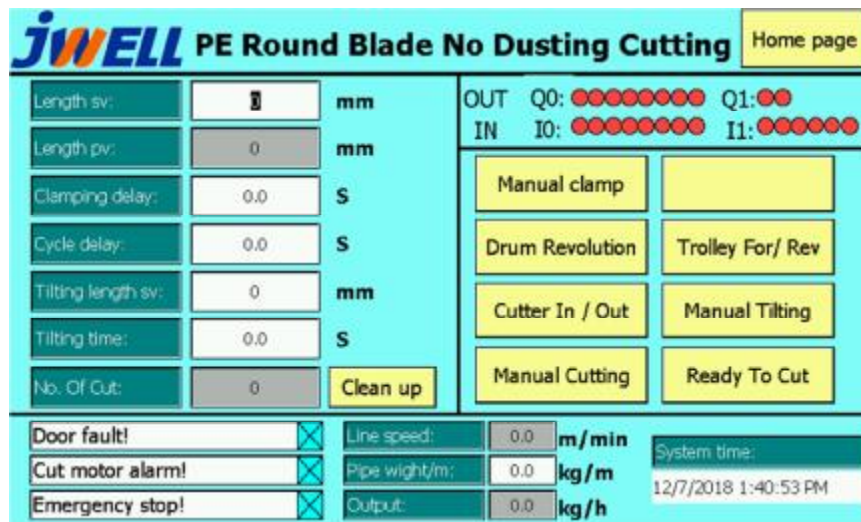 JWELL PE Round Blade No Dusting Cutting Home page
Length sv: 0 mm
Length pv: 0 mm
Clamping delay: 0.0 S
Cycle delay: 0.0 S
Tilting length sv: 0 mm
Tilting time: 0.0 S
No. Of Cut: 0 Clean up
OUT Q0: Q1:
IN I0: I1:
Manual clamp
Drum Revolution Trolley For/ Rev
Cutter In / Out Manual Tilting
Manual Cutting Ready To Cut
Door fault!
Cut motor alarm!
Emergency stop!
Line speed: 0.0 m/min
Pipe wight/m: 0.0 kg/m
Output: 0.0 kg/h
System time:
12/7/2018 1:40:53 PM